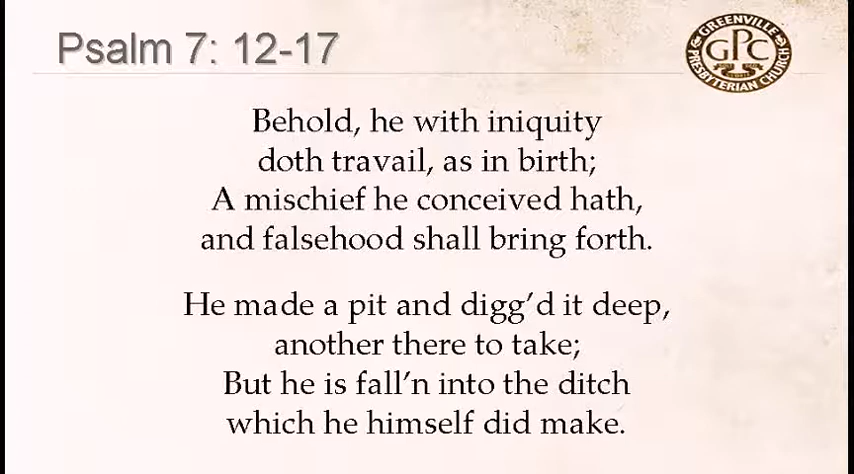 Psalm 7: 12-17
GREENVILLE
GPC
PRESBYTERIAN CHURCH
Behold, he with iniquity
doth travail, as in birth;
A mischief he conceived hath,
and falsehood shall bring forth.
He made a pit and digg’d it deep,
another there to take;
But he is fall’n into the ditch
which he himself did make.